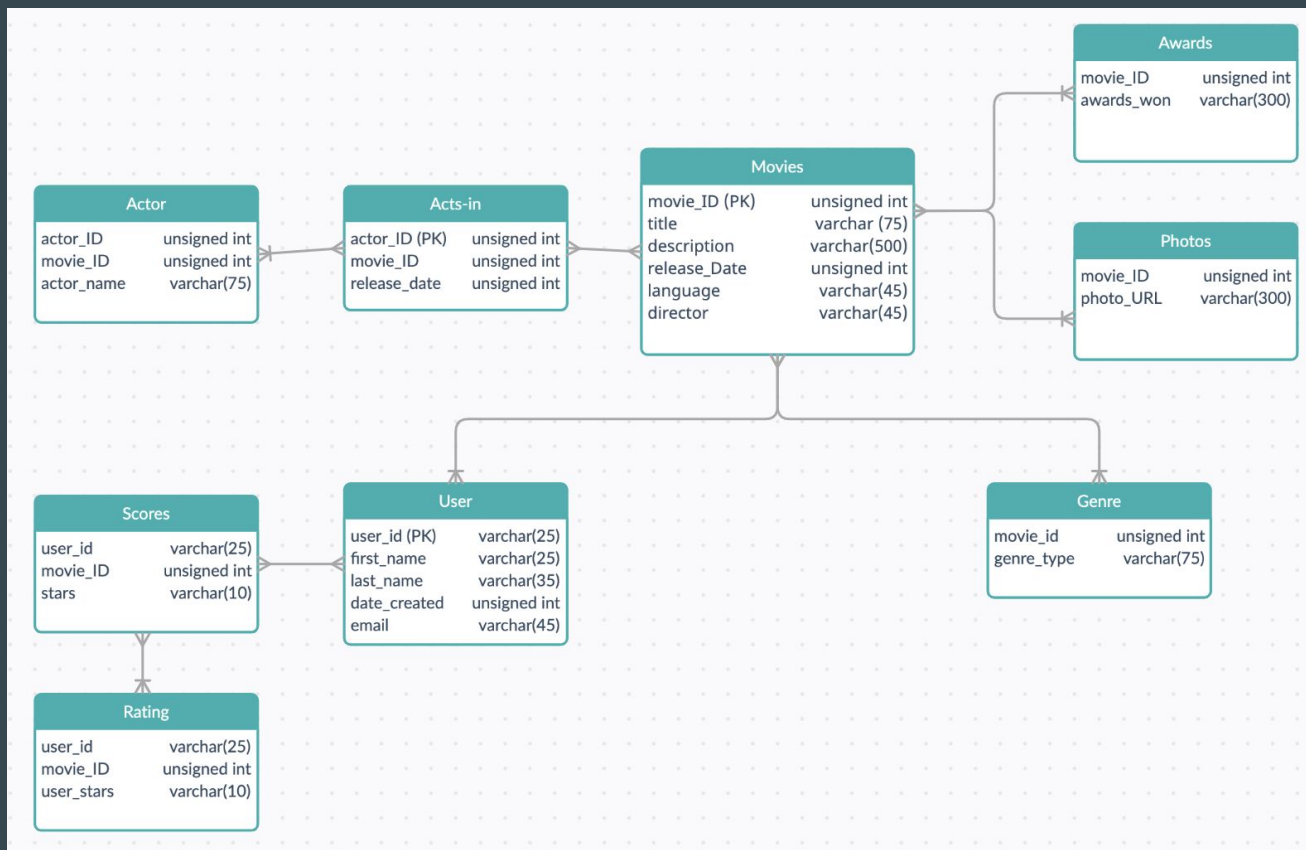 Awards
movie_ID unsigned int
awards_won varchar(300)
Movies
movie_ID (PK) unsigned int
title varchar (75)
description varchar(500)
release_Date unsigned int
language varchar(45)
director varchar(45)
Actor
actor_ID unsigned int
movie_ID unsigned int
actor_name varchar(75)
Acts-in
actor_ID (PK) unsigned int
movie_ID unsigned int
release_date unsigned int
Photos
movie_ID unsigned int
photo_URL varchar(300)
Scores
user_id varchar(25)
movie_ID unsigned int
stars varchar(10)
User
user_id (PK) varchar(25)
first_name varchar(25)
last_name varchar(35)
date_created unsigned int
email varchar(45)
Genre
movie_id unsigned int
genre_type varchar(75)
Rating
user_id varchar(25)
movie_ID unsigned int
user_stars varchar(10)